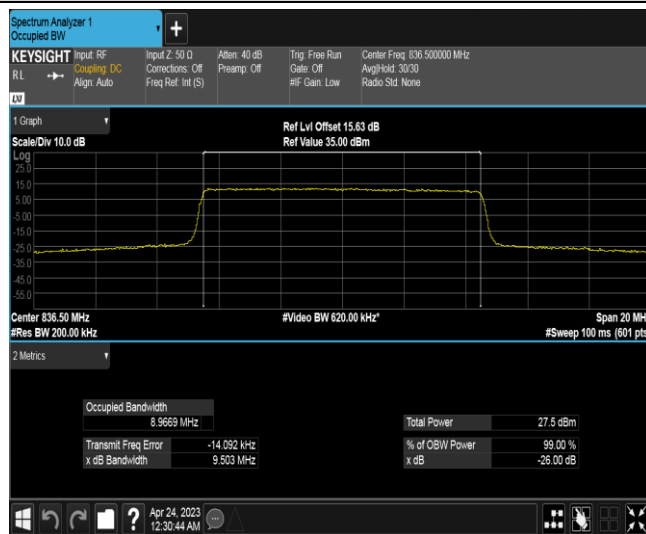 Spectrum Analyzer 1
Occupied BW
+
KEYSIGHT
RL
LXI
Input: RF
Coupling: DC
Align: Auto
Input Z: 50 Ω
Corrections: Off
Freq Ref: Int (S)
Atten: 40 dB
Preamp: Off
Trig: Free Run
Gate: Off
#IF Gain: Low
Center Freq: 836.500000 MHz
Avg|Hold: 30/30
Radio Std: None
1 Graph
Scale/Div 10.0 dB
Ref Lvl Offset 15.63 dB
Ref Value 35.00 dBm
Log
25.0
15.0
5.00
-5.00
-15.0
-25.0
-35.0
-45.0
-55.0
Center 836.50 MHz
#Video BW 620.00 kHz*
Span 20 MH
#Res BW 200.00 kHz
#Sweep 100 ms (601 pts
2 Metrics
Occupied Bandwidth
8.9669 MHz
Total Power 27.5 dBm
Transmit Freq Error -14.092 kHz
% of OBW Power 99.00 %
x dB Bandwidth 9.503 MHz
x dB -26.00 dB
?
Apr 24, 2023
12:30:44 AM